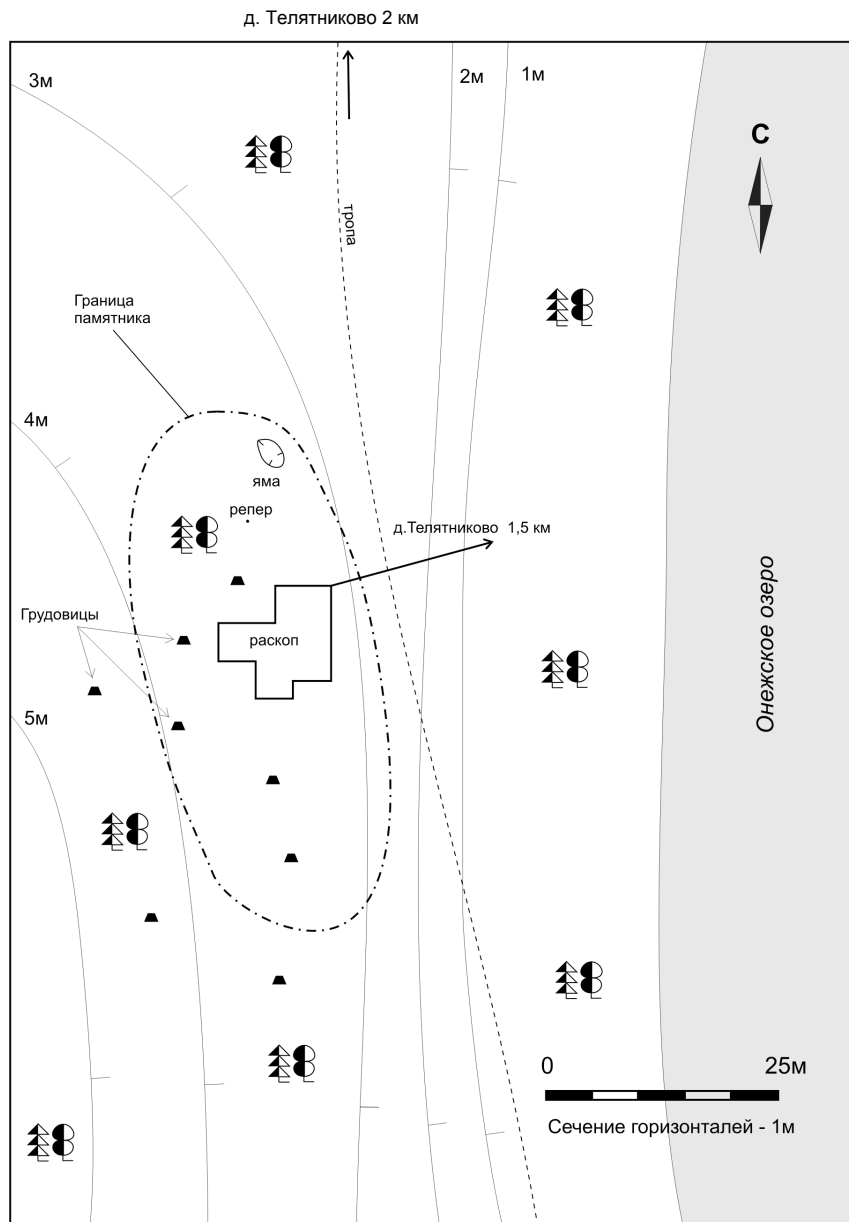 д. Телятниково 2 км
3м
2м
1м
С
тропа
Граница
памятника
4м
яма
репер
д.Телятниково 1,5 км
Грудовицы
раскоп
Онежское озеро
5м
0
25м
Сечение горизонталей - 1м